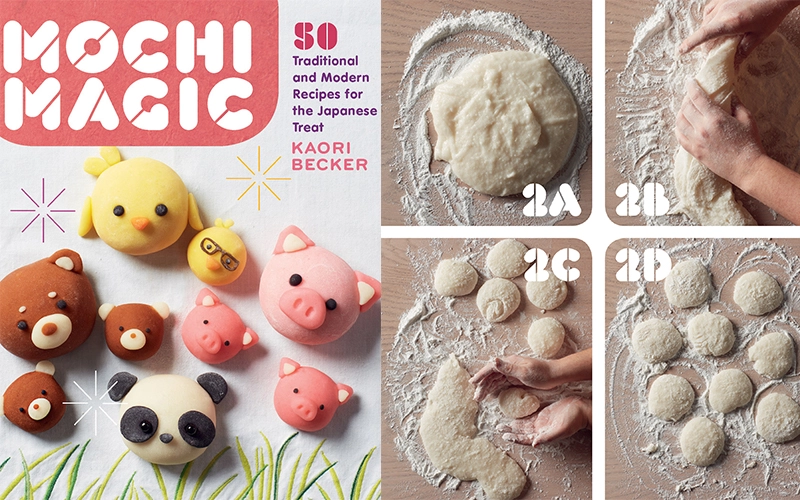 MOCHI
MAGIC
50
Traditional
and Modern
Recipes for
the Japanese
Treat
KAORI
BECKER
2A
2B
2C
2D